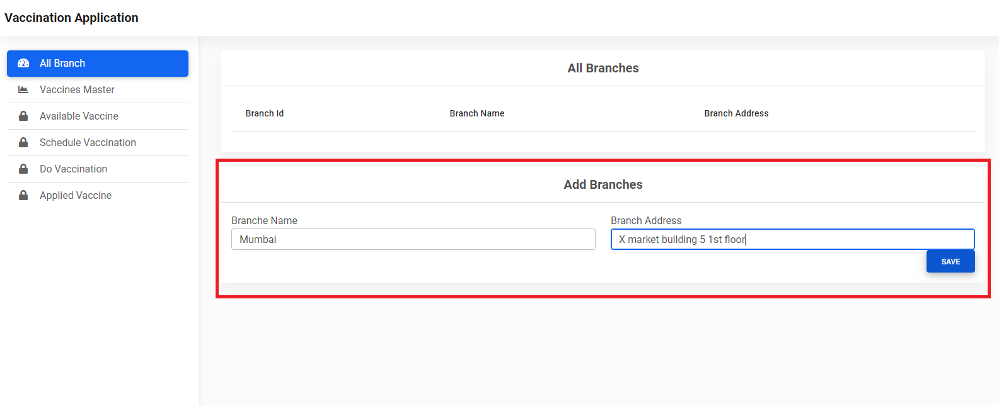 Vaccination Application
All Branch
Vaccines Master
Available Vaccine
Schedule Vaccination
Do Vaccination
Applied Vaccine
All Branches
Branch Id Branch Name Branch Address
Add Branches
Branche Name Branch Address
Mumbai X market building 5 1st floor
SAVE